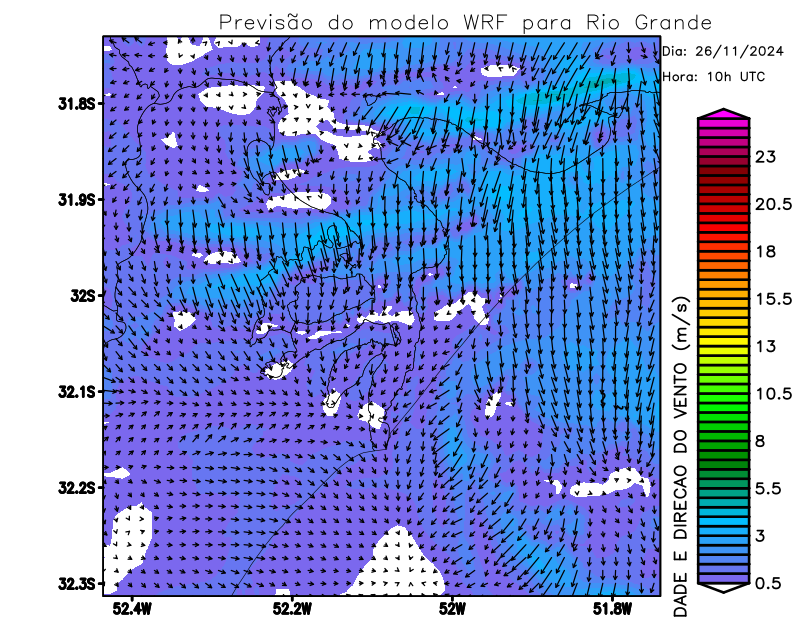 Previsão do modelo WRF para Rio Grande
Dia: 26/11/2024
Hora: 10h UTC
31.8S
31.9S
32S
32.1S
32.2S
32.3S
52.4W
52.2W
52W
51.8W
23
20.5
18
15.5
13
10.5
8
5.5
3
0.5
DADE E DIRECAO DO VENTO (m/s)